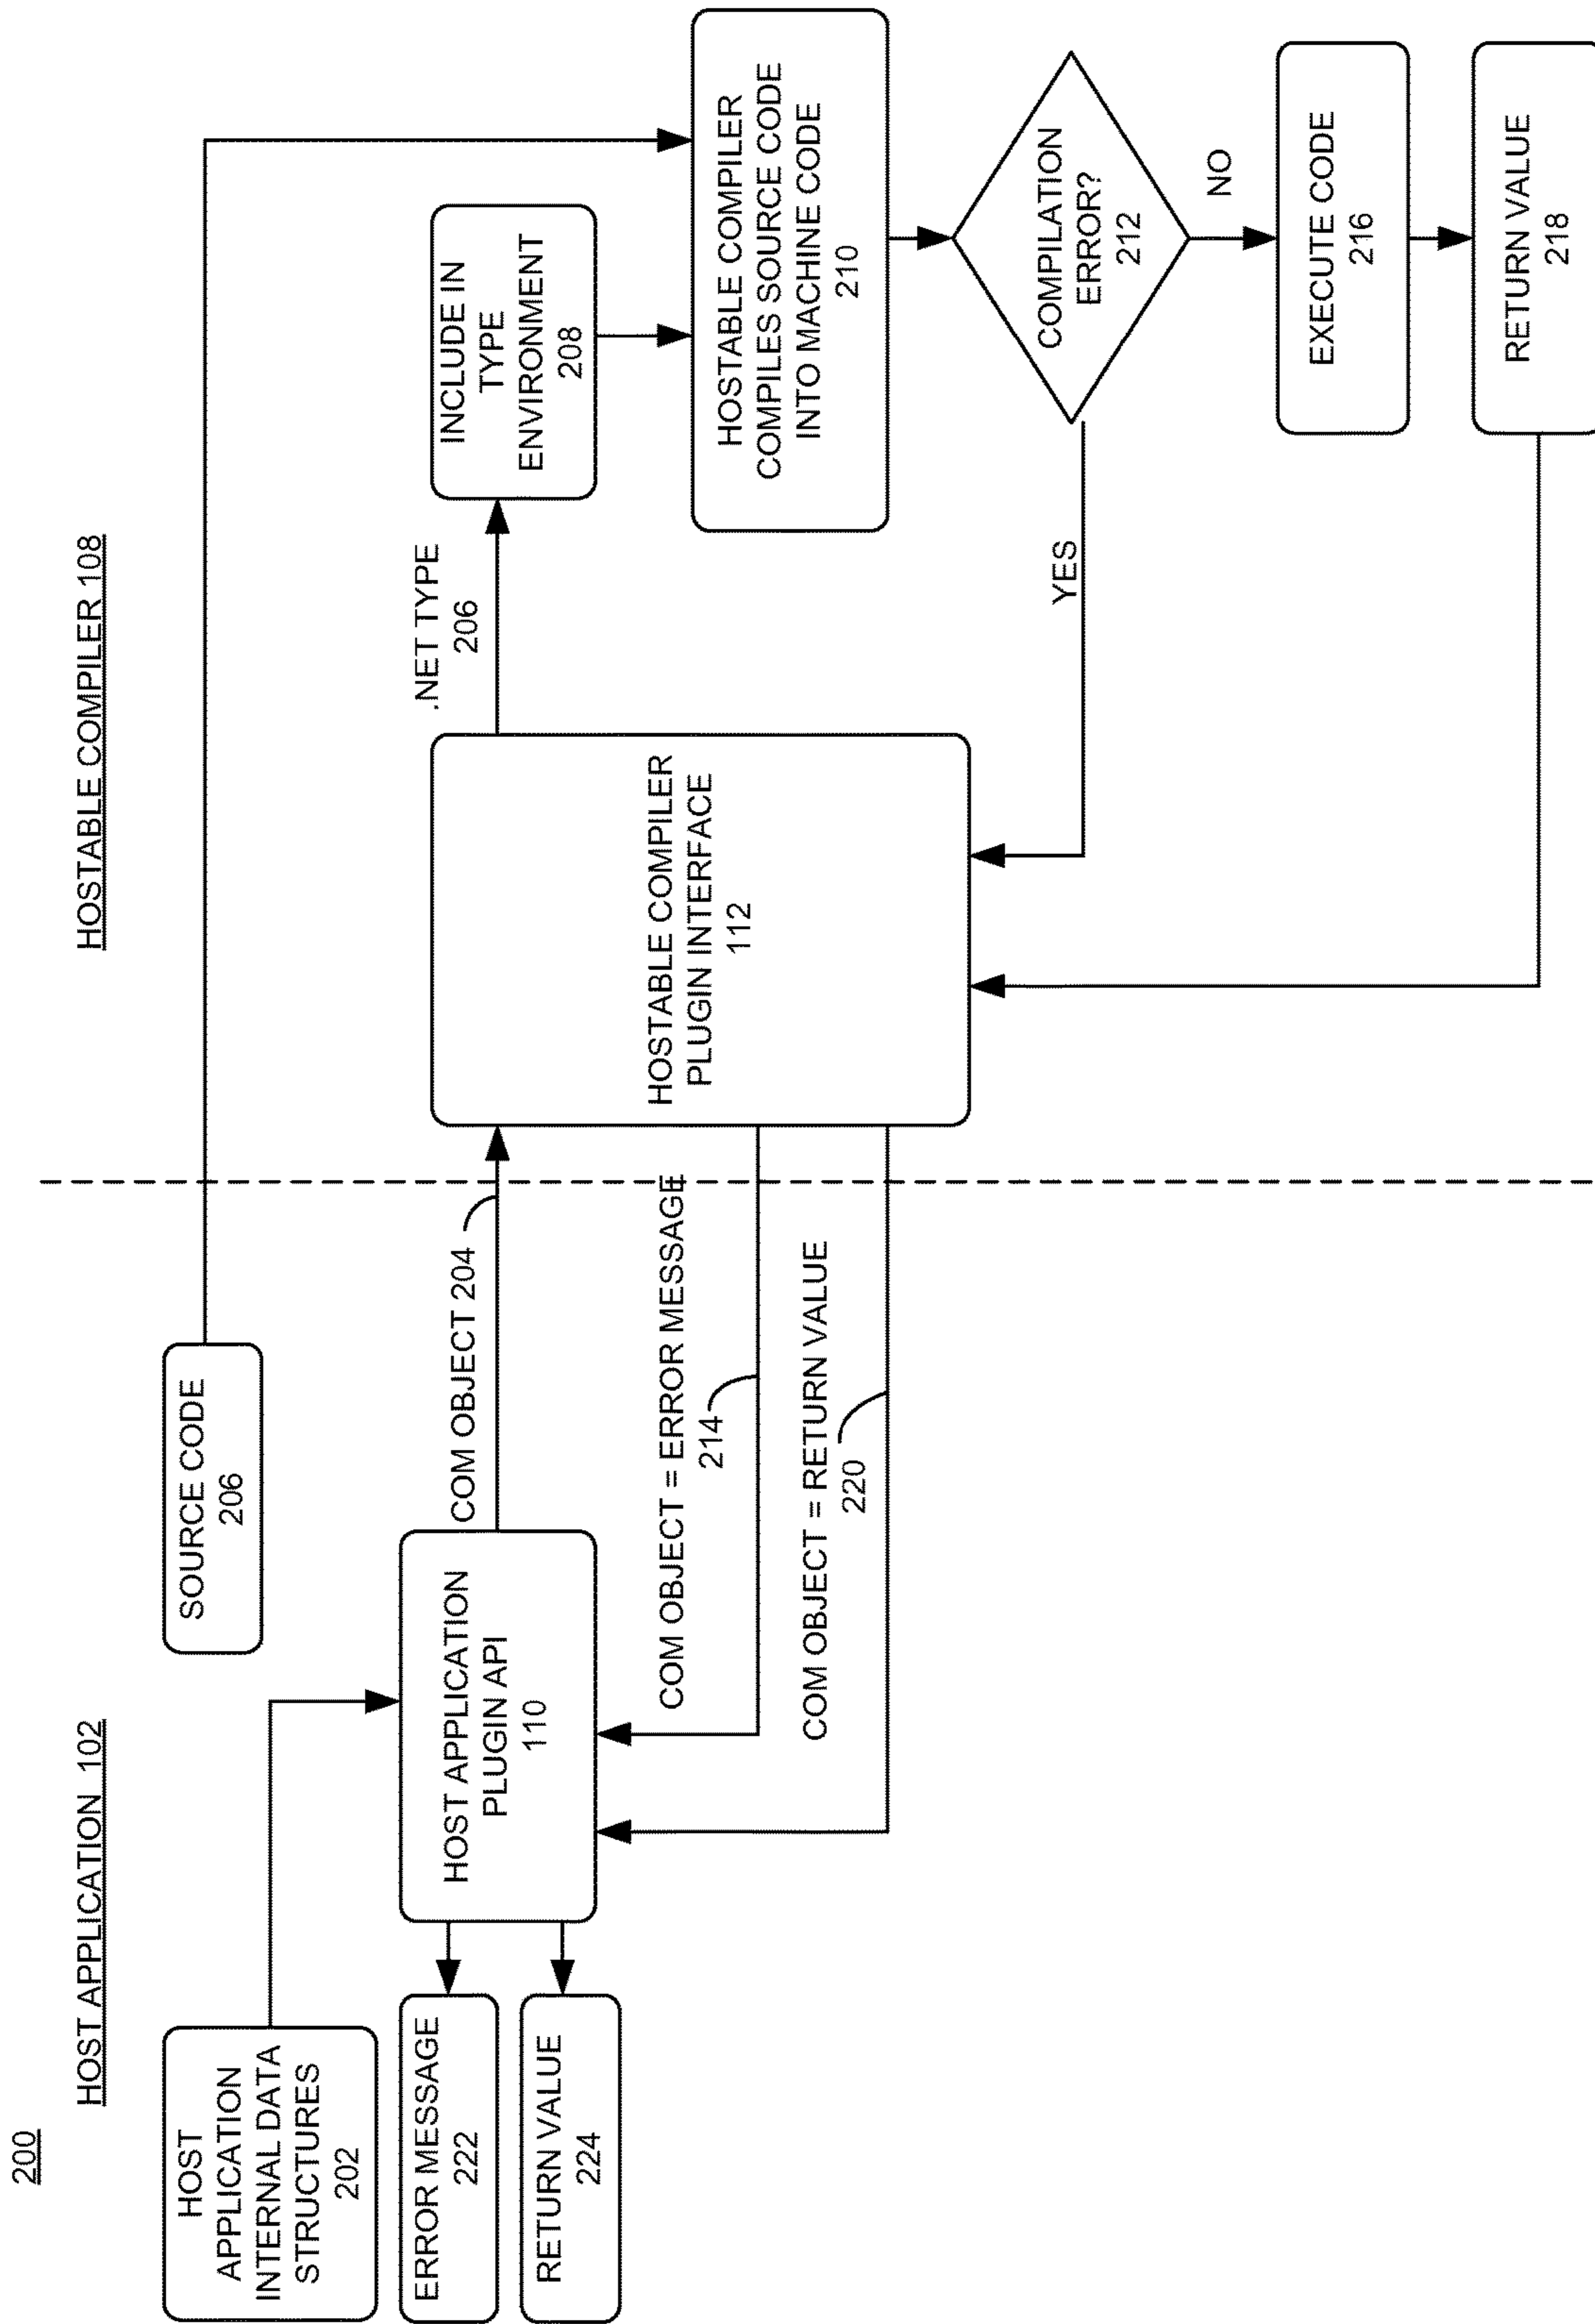 200
HOST APPLICATION 102
HOSTABLE COMPILER 108
HOST
APPLICATION
INTERNAL DATA
STRUCTURES
202
SOURCE CODE
206
ERROR MESSAGE
222
RETURN VALUE
224
HOST APPLICATION
PLUGIN API
110
COM OBJECT 204
COM OBJECT = ERROR MESSAGE
214
COM OBJECT = RETURN VALUE
220
HOSTABLE COMPILER
PLUGIN INTERFACE
112
.NET TYPE
206
INCLUDE IN
TYPE
ENVIRONMENT
208
HOSTABLE COMPILER
COMPILES SOURCE CODE
INTO MACHINE CODE
210
COMPILATION
ERROR?
212
YES
NO
EXECUTE CODE
216
RETURN VALUE
218